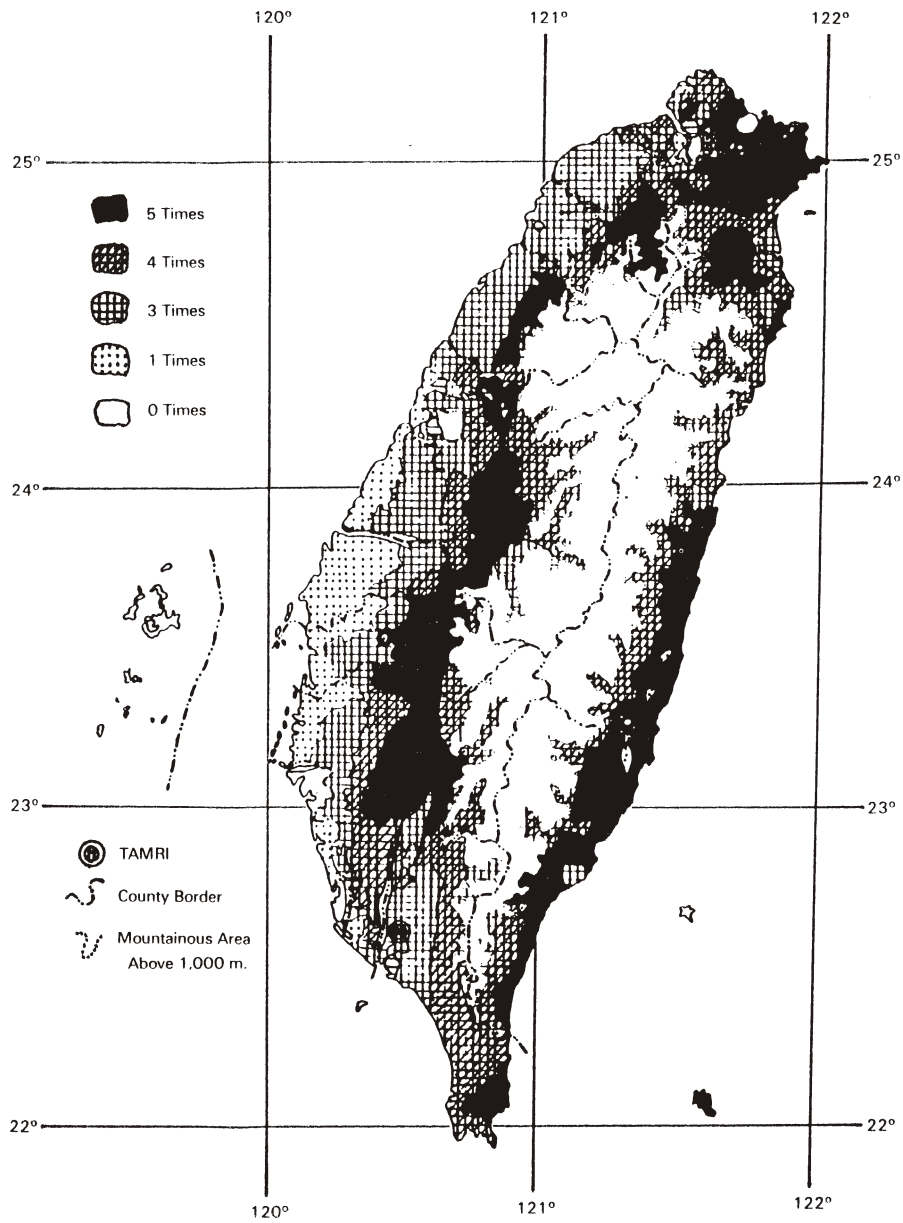 120°
121°
122°
25°
25°
5 Times
4 Times
3 Times
1 Times
0 Times
24°
24°
23°
23°
TAMRI
County Border
Mountainous Area
Above 1,000 m.
22°
22°
120°
121°
122°